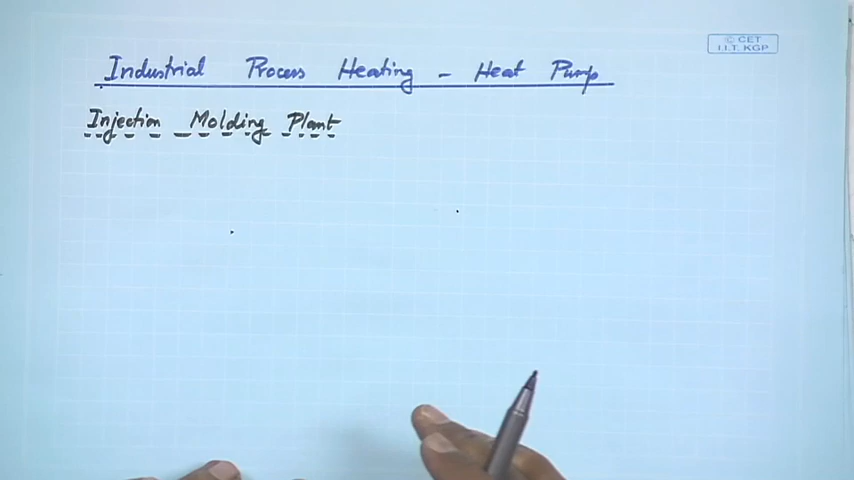 © CET
I.I.T. KGP
Industrial Process Heating - Heat Pump
Injection Molding Plant